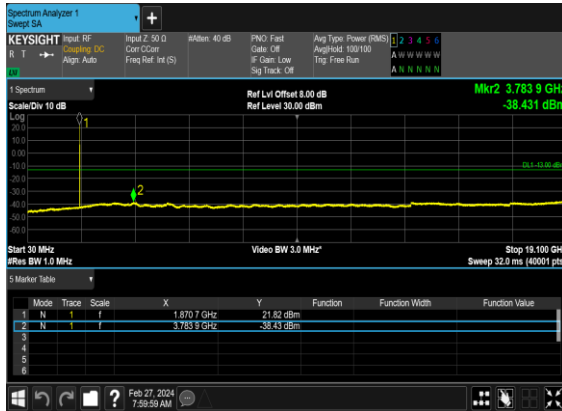 Spectrum Analyzer 1
Swept SA
KEYSIGHT Input: RF Input Z: 50 Ω #Atten: 40 dB PNO: Fast Avg Type: Power (RMS) 1 2 3 4 5 6
R T Coupling: DC Corr CCorr Gate: Off Avg|Hold: 100/100 A W W W W W
Align: Auto Freq Ref: Int (S) IF Gain: Low Trig: Free Run
Sig Track: Off A N N N N N
1 Spectrum
Ref Lvl Offset 8.00 dB Mkr2 3.783 9 GHz
Scale/Div 10 dB Ref Level 30.00 dBm -38.431 dBm
Log
20.0
10.0
0.00
-10.0
-20.0
-30.0
-40.0
-50.0
-60.0
1
2
DL1 -13.00 dBm
Start 30 MHz Video BW 3.0 MHz* Stop 19.100 GHz
#Res BW 1.0 MHz Sweep 32.0 ms (40001 pts)
5 Marker Table
Mode Trace Scale X Y Function Function Width Function Value
1 N 1 f 1.870 7 GHz 21.82 dBm
2 N 1 f 3.783 9 GHz -38.43 dBm
3
4
5
6
? Feb 27, 2024
7:59:59 AM